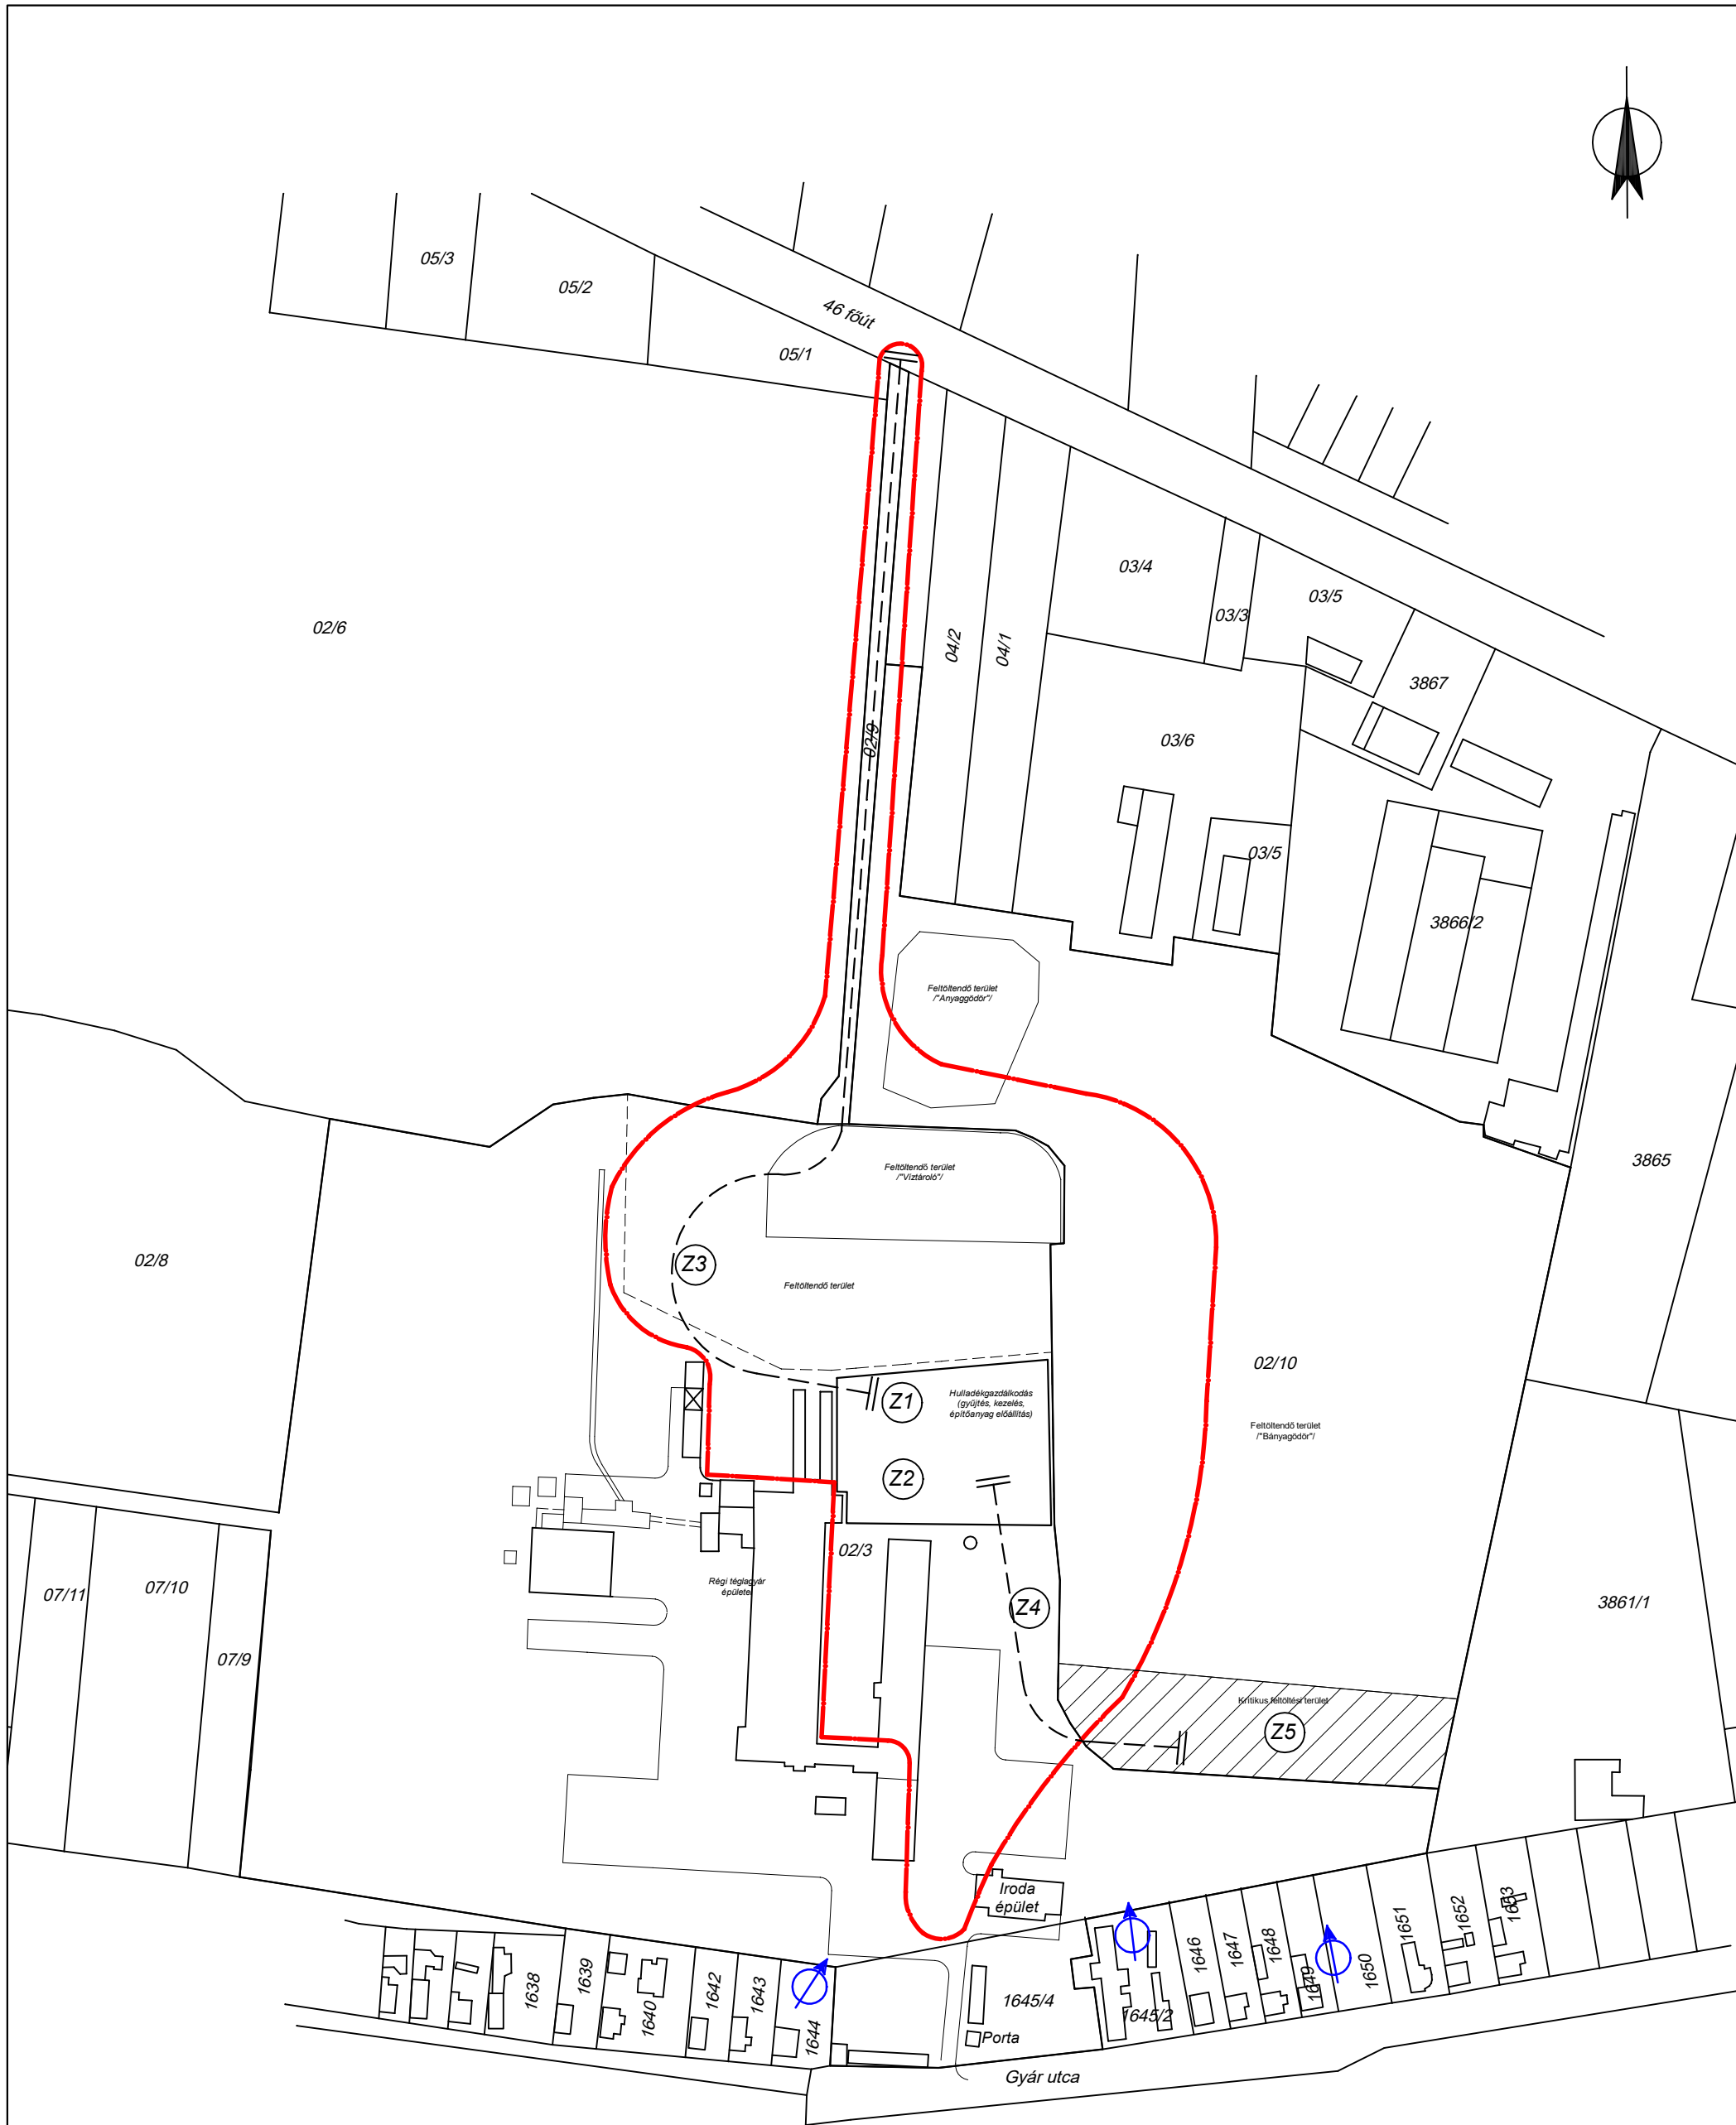 05/3
05/2
46 főút
05/1
02/6
03/4
03/3
03/5
04/2
04/1
3867
03/6
02/9
03/5
3866/2
Feltöltendő terület
/"Anyaggödör"/
3865
Feltöltendő terület
/"Víztároló"/
02/8
Z3
Feltöltendő terület
02/10
Z1
Hulladékgazdálkodás
(gyűjtés, kezelés,
építőanyag előállítás)
Feltöltendő terület
/"Bányagödör"/
Z2
02/3
Régi téglagyár
épületei
07/11
07/10
07/9
Z4
3861/1
Kritikus feltöltési terület
Z5
Iroda
épület
1638
1639
1640
1642
1643
1644
1645/4
1645/2
1646
1647
1648
1649
1650
1651
1652
1653
Porta
Gyár utca